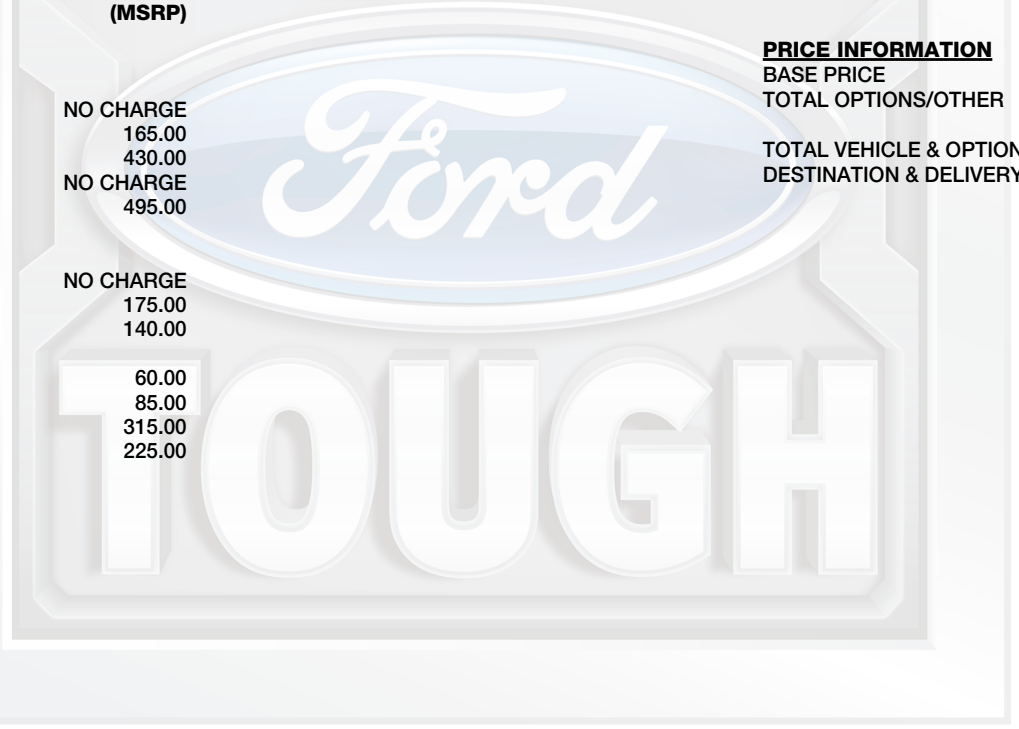 (MSRP)
NO CHARGE
165.00
430.00
NO CHARGE
495.00
NO CHARGE
175.00
140.00
60.00
85.00
315.00
225.00
PRICE INFORMATION
BASE PRICE
TOTAL OPTIONS/OTHER
TOTAL VEHICLE & OPTION
DESTINATION & DELIVERY
Ford
TOUGH